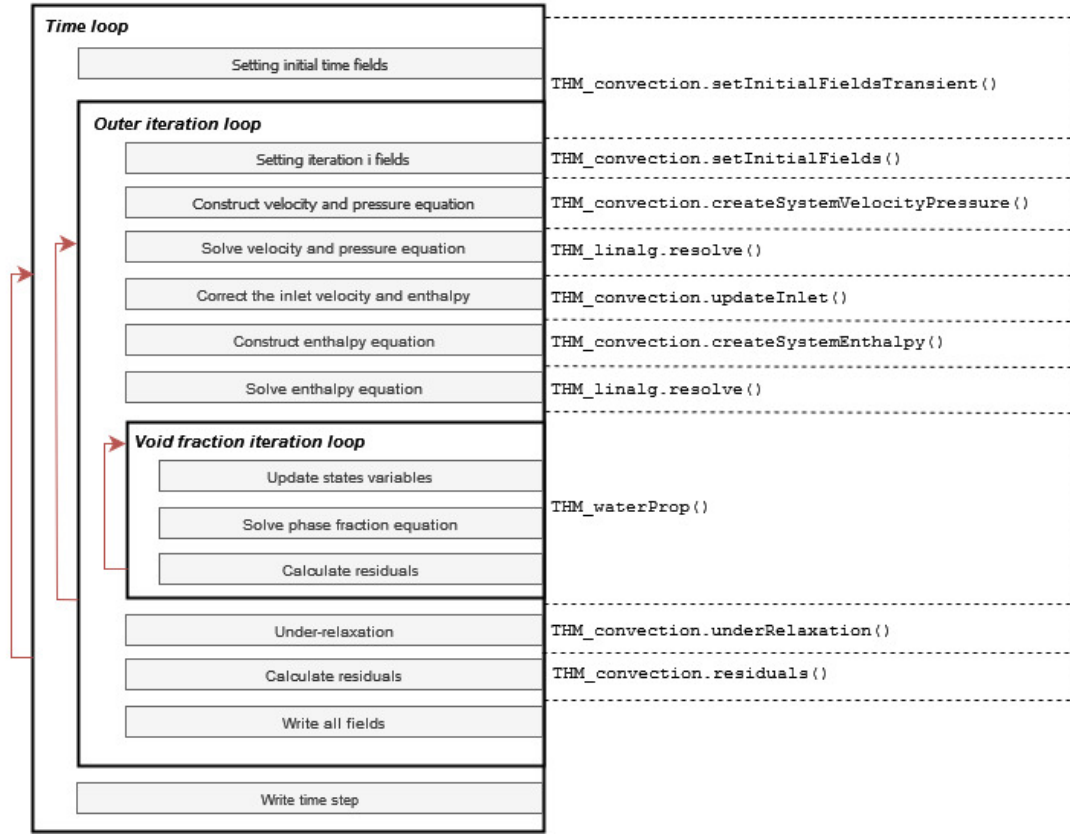 Time loop
Setting initial time fields
THM_convection.setInitialFieldsTransient()
Outer iteration loop
Setting iteration i fields
THM_convection.setInitialFields()
Construct velocity and pressure equation
THM_convection.createSystemVelocityPressure()
Solve velocity and pressure equation
THM_linalg.resolve()
Correct the inlet velocity and enthalpy
THM_convection.updateInlet()
Construct enthalpy equation
THM_convection.createSystemEnthalpy()
Solve enthalpy equation
THM_linalg.resolve()
Void fraction iteration loop
Update states variables
Solve phase fraction equation
THM_waterProp()
Calculate residuals
Under-relaxation
THM_convection.underRelaxation()
Calculate residuals
THM_convection.residuals()
Write all fields
Write time step